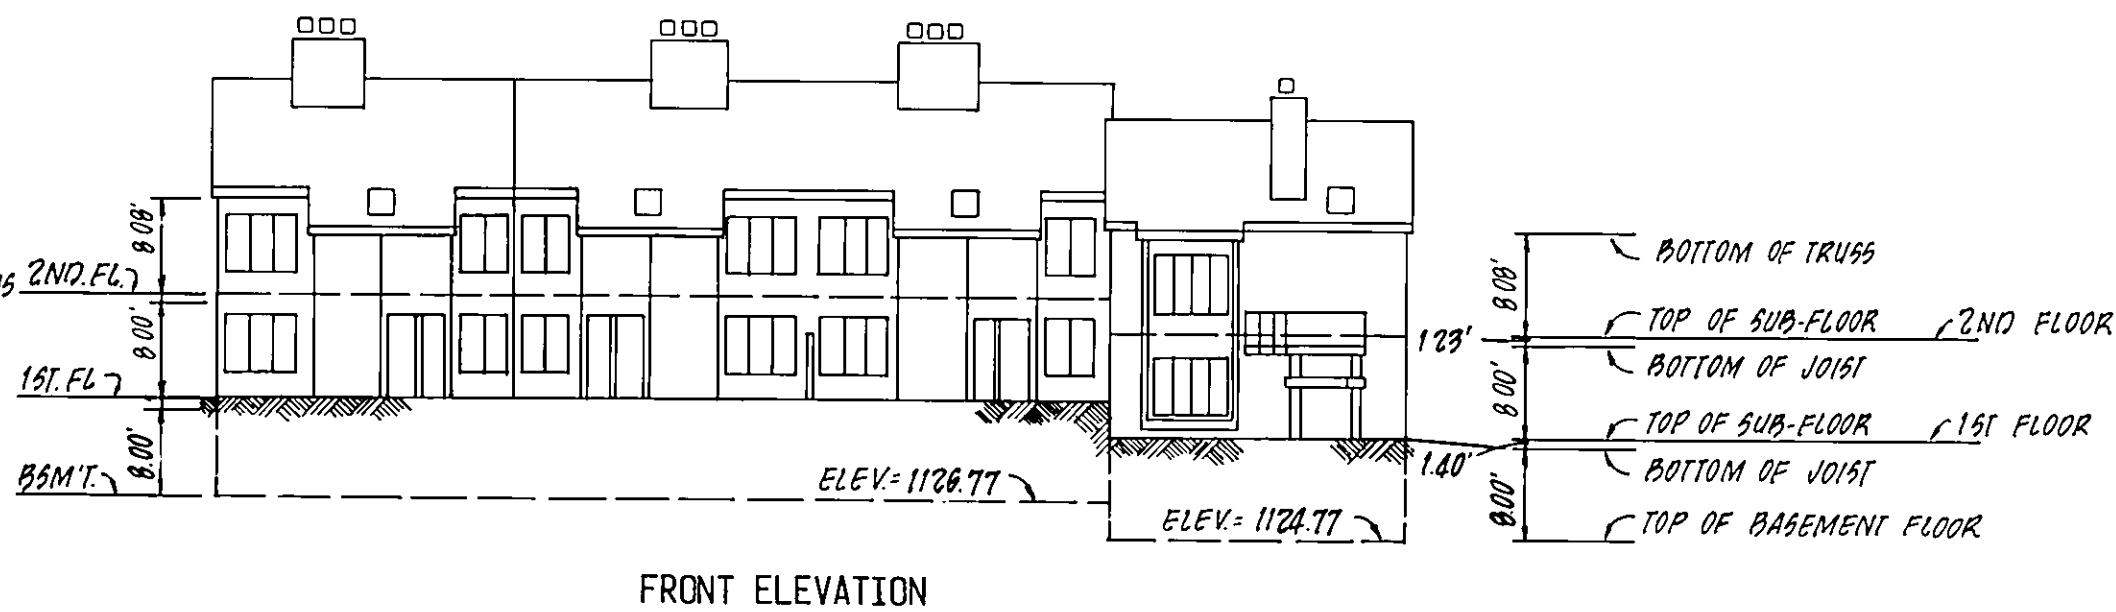 8.08'
2ND. FL.
8.00'
1ST. FL
8.00'
BSM'T.
ELEV.= 1126.77
ELEV.= 1124.77
8.08'
BOTTOM OF TRUSS
1.23'
TOP OF SUB-FLOOR
2ND FLOOR
BOTTOM OF JOIST
8.00'
TOP OF SUB-FLOOR
1ST FLOOR
1.40'
BOTTOM OF JOIST
8.00'
TOP OF BASEMENT FLOOR
FRONT ELEVATION